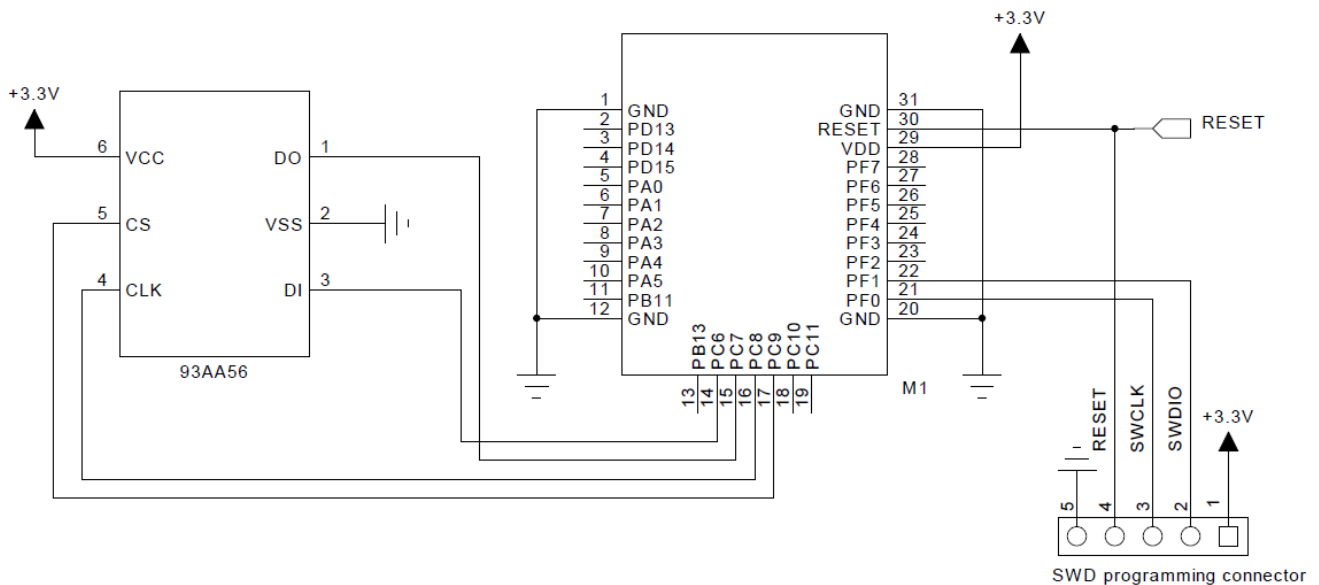 +3.3V
6 VCC DO 1
5 CS VSS 2
4 CLK DI 3
93AA56
+3.3V
1 GND GND 31
2 PD13 RESET 30
3 PD14 VDD 29
4 PD15 PF7 28
5 PA0 PF6 27
6 PA1 PF5 26
7 PA2 PF4 25
8 PA3 PF3 24
9 PA4 PF2 23
10 PA5 PF1 22
11 PB11 PF0 21
12 GND GND 20
PB13 PC6 PC7 PC8 PC9 PC10 PC11
13 14 15 16 17 18 19
M1
RESET
RESET
SWCLK
SWDIO
+3.3V
5 4 3 2 1
SWD programming connector